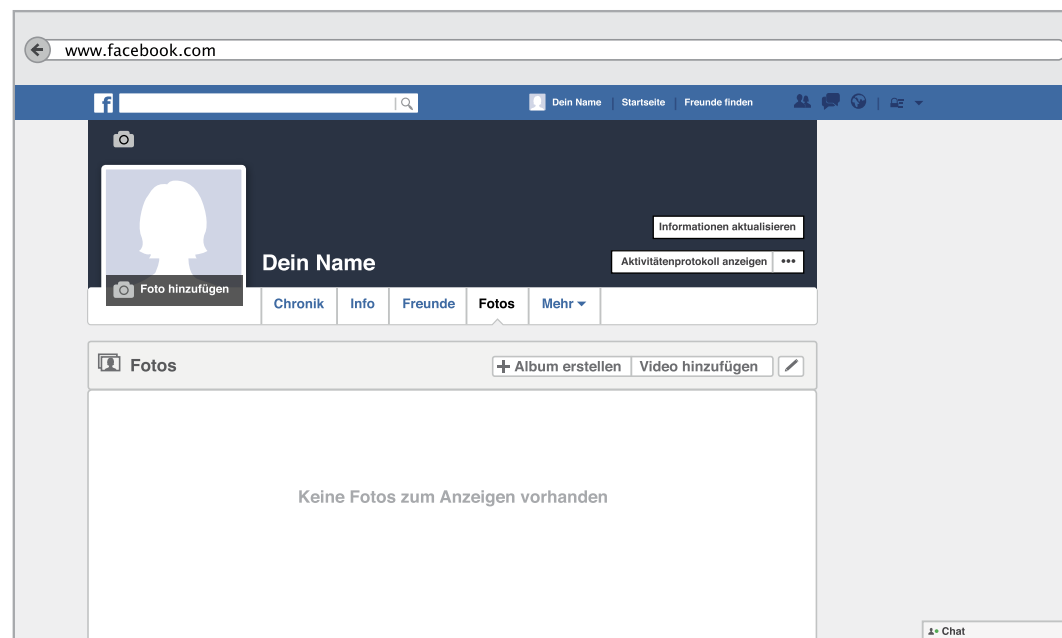 www.facebook.com
f
Dein Name | Startseite | Freunde finden
Informationen aktualisieren
Dein Name
Aktivitätenprotokoll anzeigen •••
Foto hinzufügen
Chronik Info Freunde Fotos Mehr
Fotos
Album erstellen Video hinzufügen
Keine Fotos zum Anzeigen vorhanden
Chat